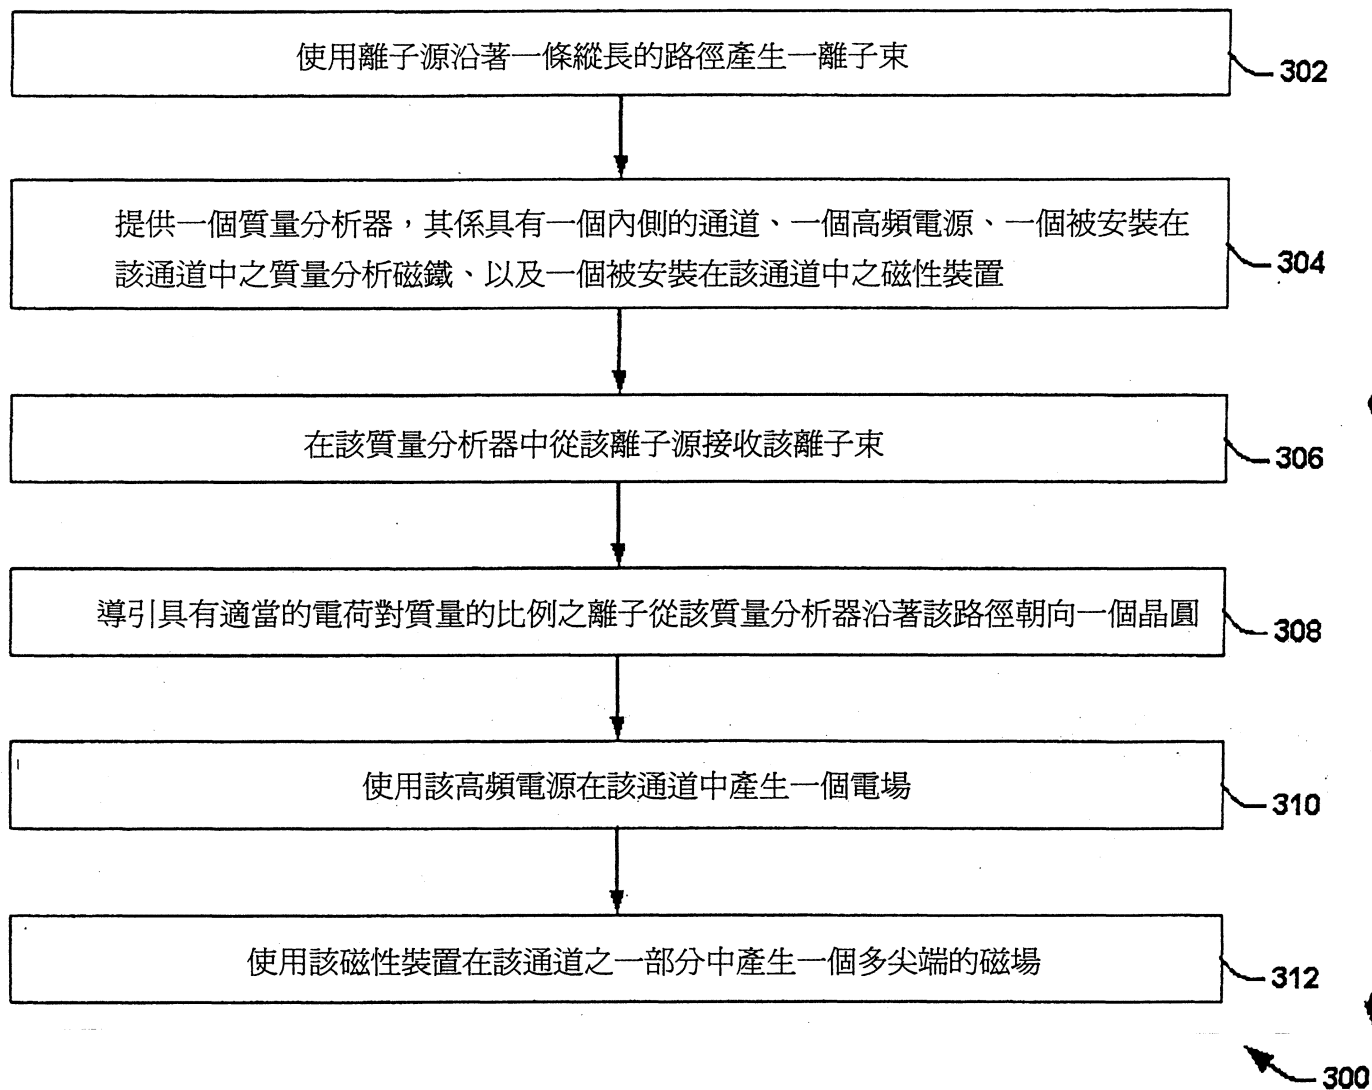 使用離子源沿著一條縱長的路徑產生一離子束
302
提供一個質量分析器，其係具有一個內側的通道、一個高頻電源、一個被安裝在
該通道中之質量分析磁鐵、以及一個被安裝在該通道中之磁性裝置
304
在該質量分析器中從該離子源接收該離子束
306
導引具有適當的電荷對質量的比例之離子從該質量分析器沿著該路徑朝向一個晶圓
308
使用該高頻電源在該通道中產生一個電場
310
使用該磁性裝置在該通道之一部分中產生一個多尖端的磁場
312
300